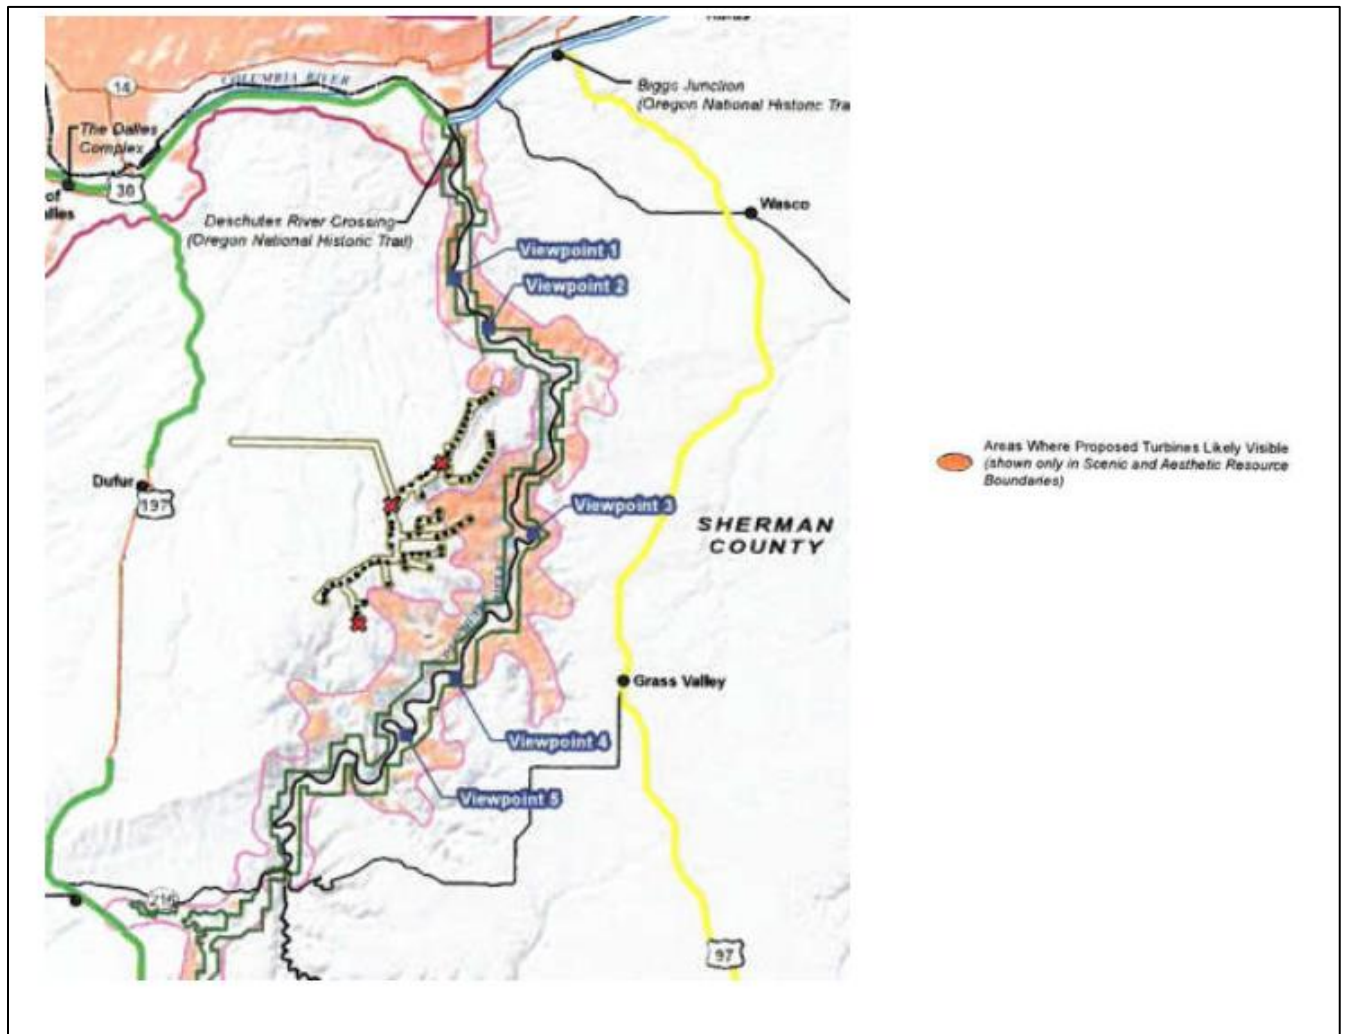 14
COLUMBIA RIVER
Biggs Junction
(Oregon National Historic Tra
The Dalles
Complex
30
of
alles
Wasco
Deschutes River Crossing
(Oregon National Historic Trail)
Viewpoint 1
Viewpoint 2
Areas Where Proposed Turbines Likely Visible
(shown only in Scenic and Aesthetic Resource
Boundaries)
Dufur
197
Viewpoint 3
SHERMAN
COUNTY
Grass Valley
Viewpoint 4
Viewpoint 5
216
97